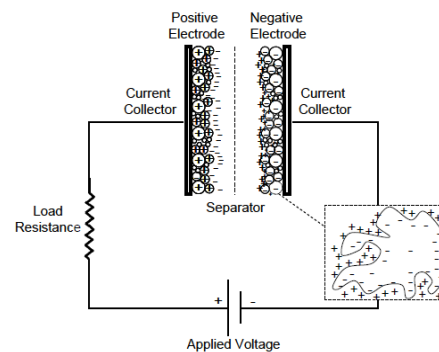 Positive
Electrode
Negative
Electrode
Current
Collector
Current
Collector
Separator
Load
Resistance
+
-
Applied Voltage